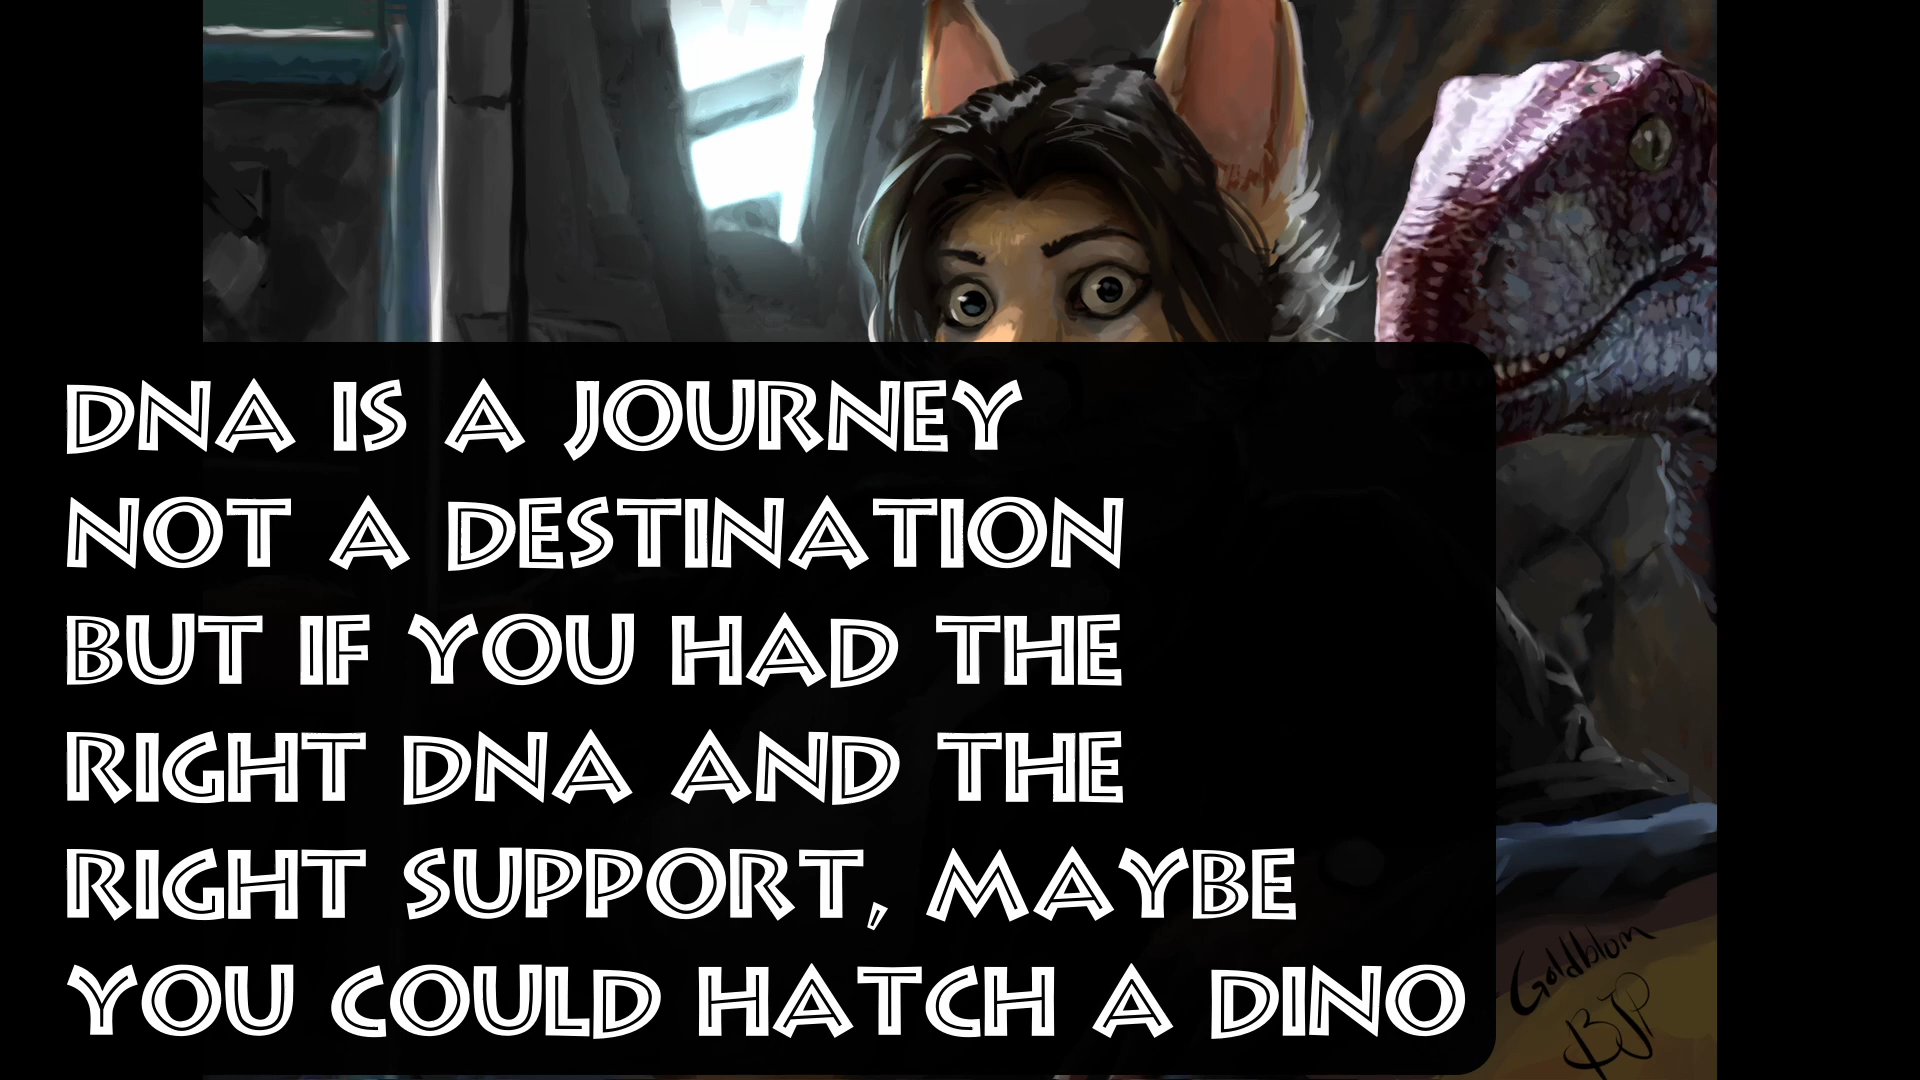 DNA IS A JOURNEY
NOT A DESTINATION
BUT IF YOU HAD THE
RIGHT DNA AND THE
RIGHT SUPPORT, MAYBE
YOU COULD HATCH A DINO
Goldblum
BJP